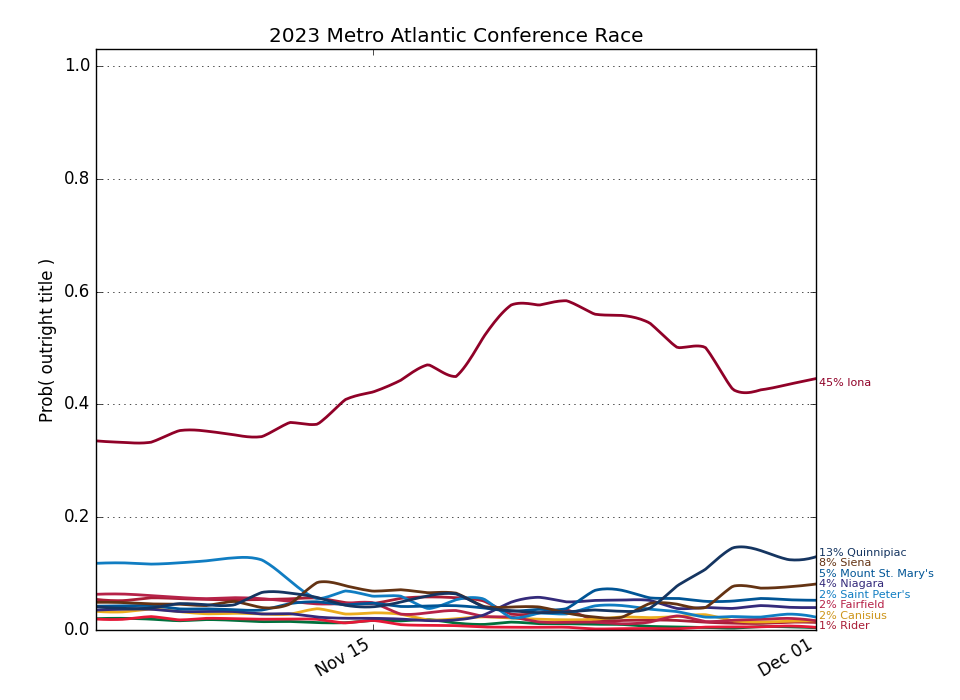 2023 Metro Atlantic Conference Race
Prob( outright title )
1.0
0.8
0.6
0.4
0.2
0.0
Nov 15
Dec 01
45% Iona
13% Quinnipiac
8% Siena
5% Mount St. Mary's
4% Niagara
2% Saint Peter's
2% Fairfield
2% Canisius
1% Rider